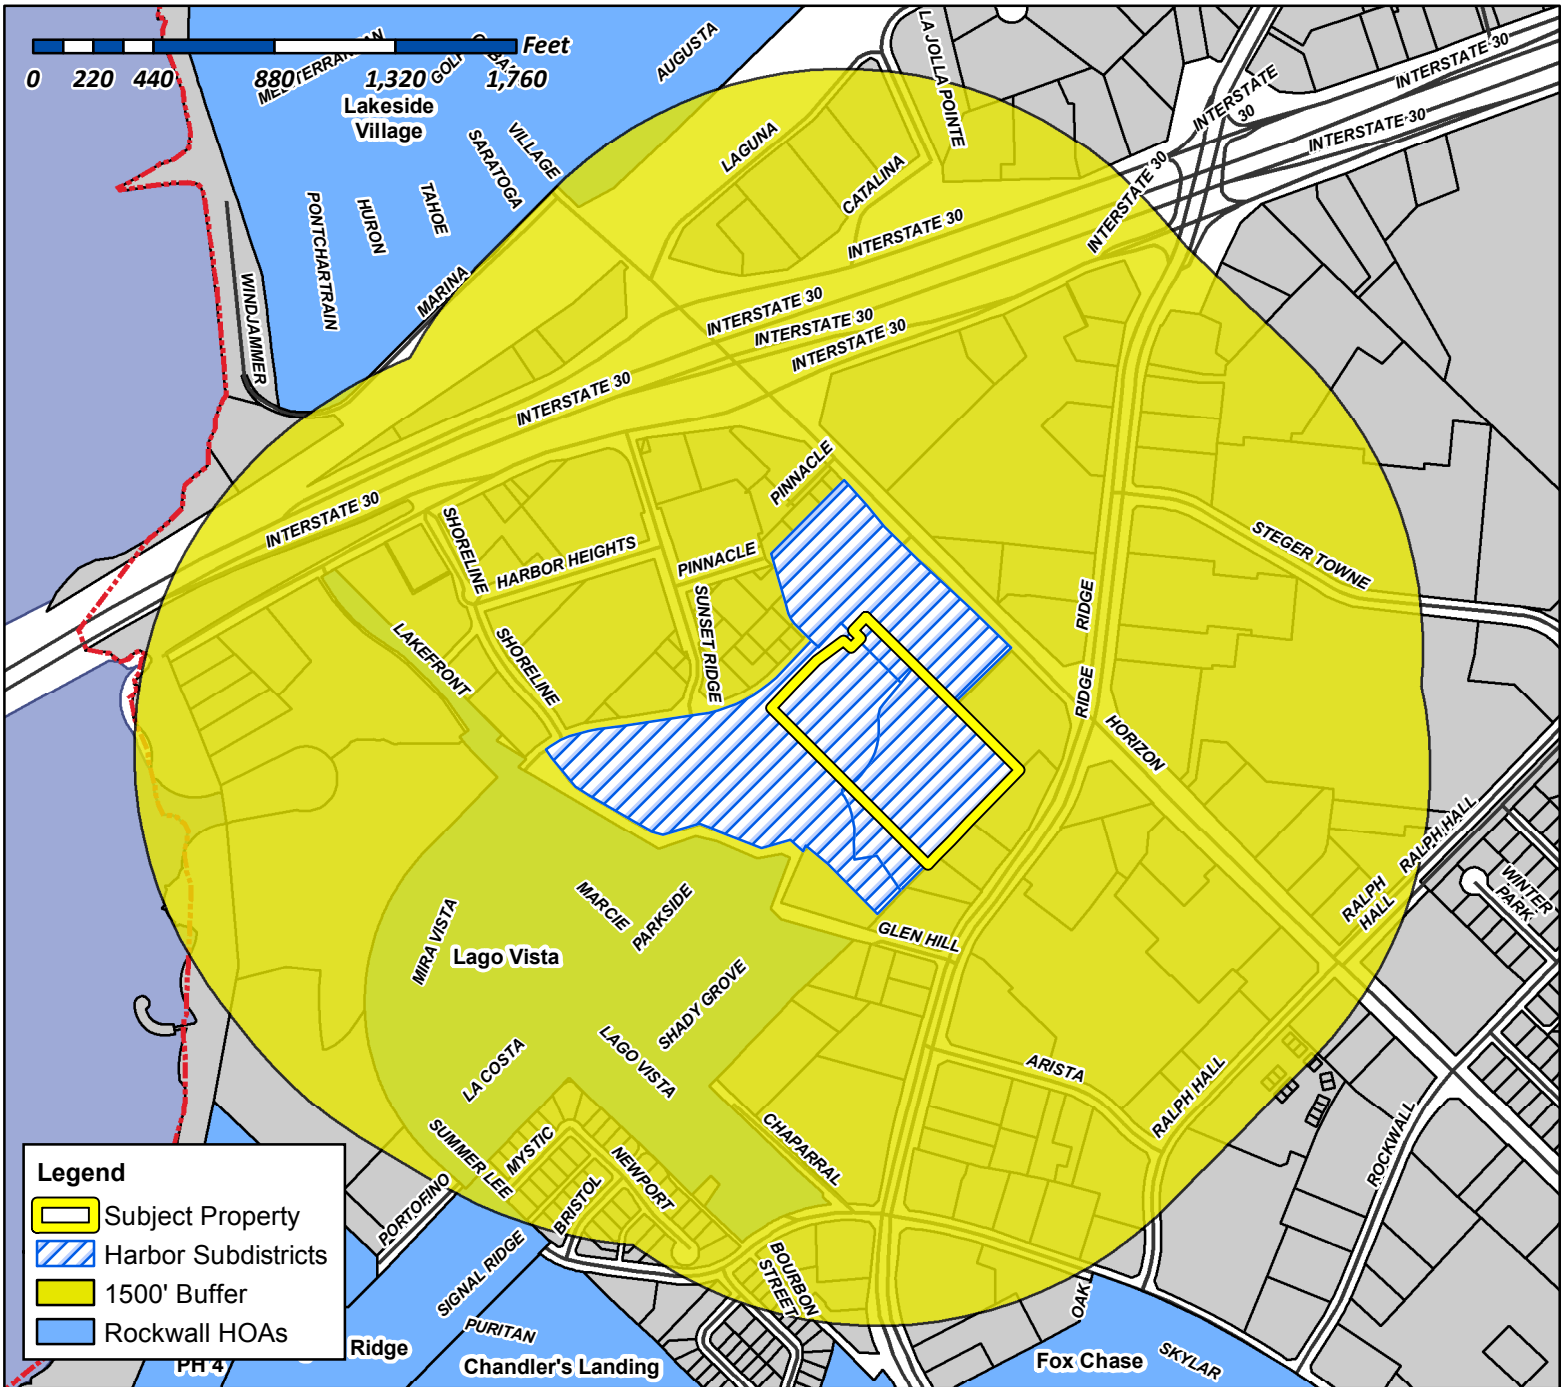 Feet
0 220 440 880 1,320 1,760
AUGUSTA
LA JOLLA POINTE
INTERSTATE 30
INTERSTATE
30
INTERSTATE 30
Lakeside
Village
VILLAGE
SARATOGA
TAHOE
HURON
PONTCHARTRAIN
LAGUNA
CATALINA
INTERSTATE 30
INTERSTATE 30
MARINA
WINDJAMMER
INTERSTATE 30
INTERSTATE 30
INTERSTATE 30
INTERSTATE 30
INTERSTATE 30
PINNACLE
SHORELINE
HARBOR HEIGHTS
PINNACLE
STEGER TOWNE
SUNSET RIDGE
RIDGE
LAKEFRONT
SHORELINE
RIDGE
HORIZON
RALPH HALL
RALPH
HALL
WINTER
PARK
MARCIE
PARKSIDE
MIRA VISTA
Lago Vista
GLEN HILL
SHADY GROVE
LAGO VISTA
LA COSTA
ARISTA
RALPH HALL
ROCKWALL
CHAPARRAL
SUMMER LEE
MYSTIC
NEWPORT
BRISTOL
PORTOFINO
SIGNAL RIDGE
BOURBON
STREET
OAK
PURITAN
SKYLAR
Ridge
PH 4
Chandler's Landing
Fox Chase
Legend
Subject Property
Harbor Subdistricts
1500' Buffer
Rockwall HOAs